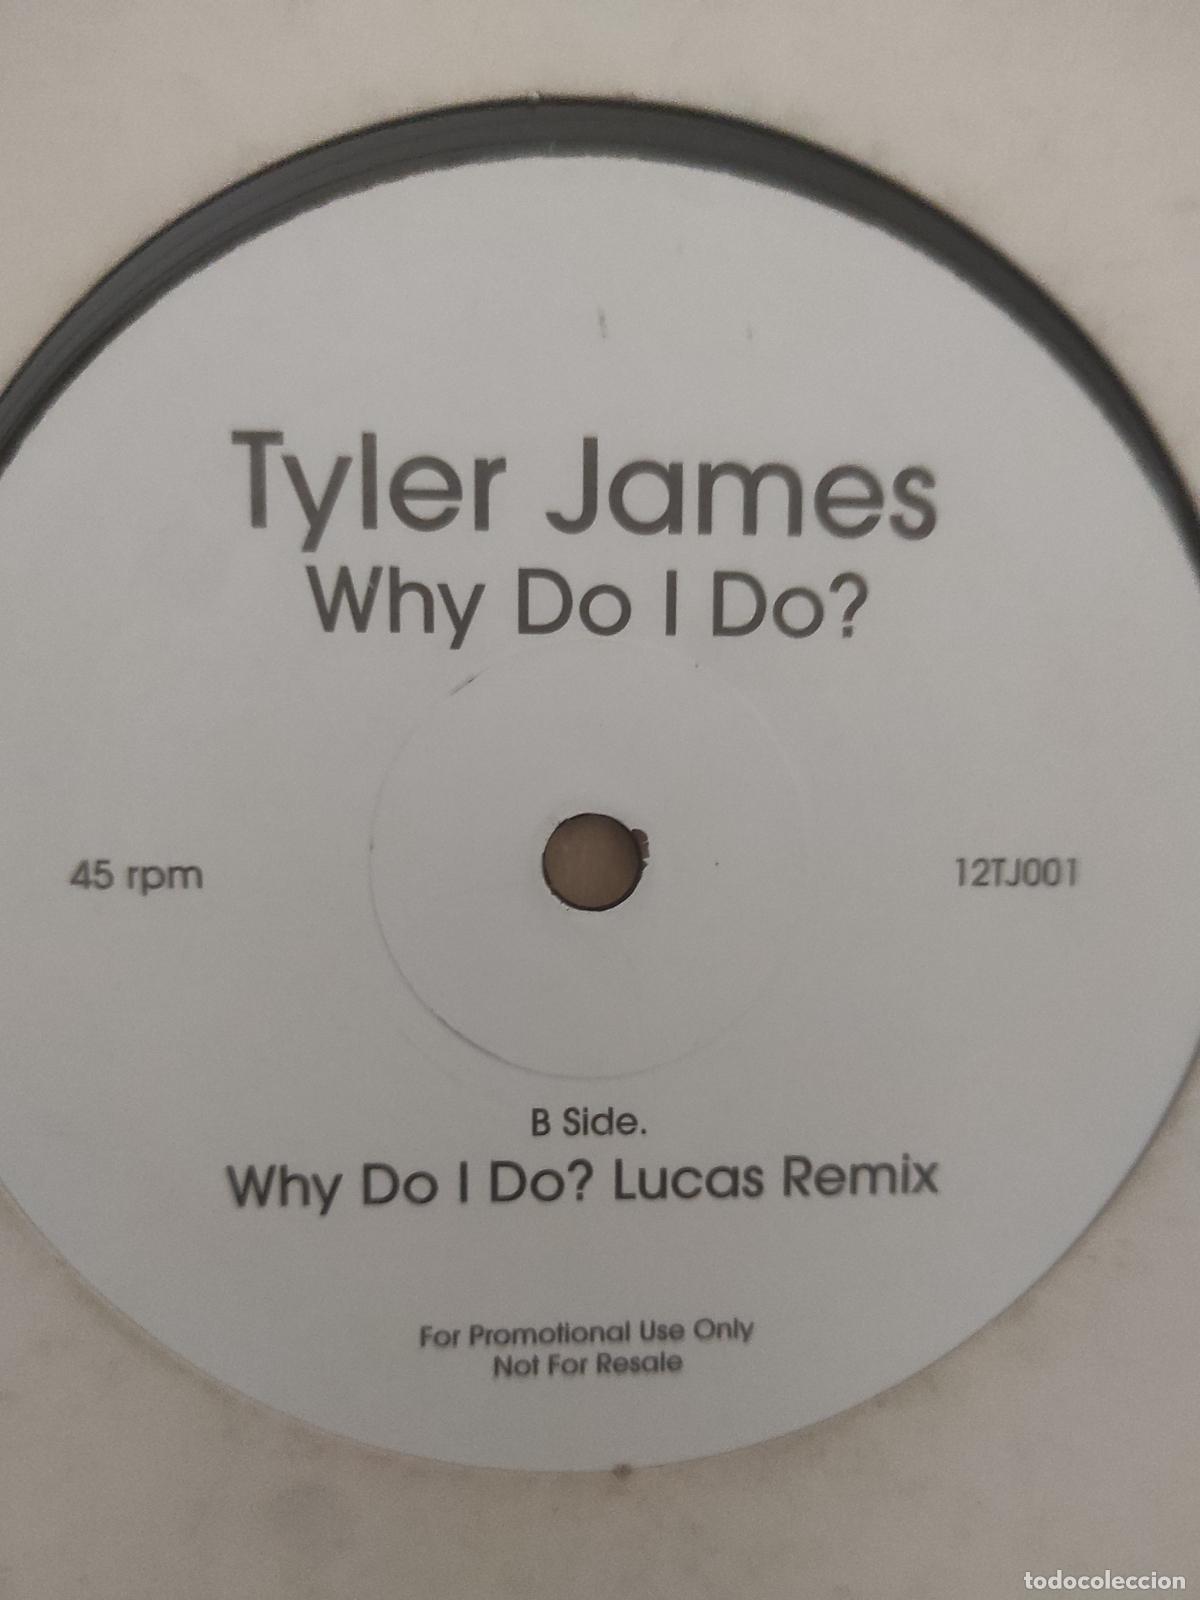 Tyler James
Why Do I Do?
45 rpm
12TJ001
B Side.
Why Do I Do? Lucas Remix
For Promotional Use Only
Not For Resale
todocoleccion